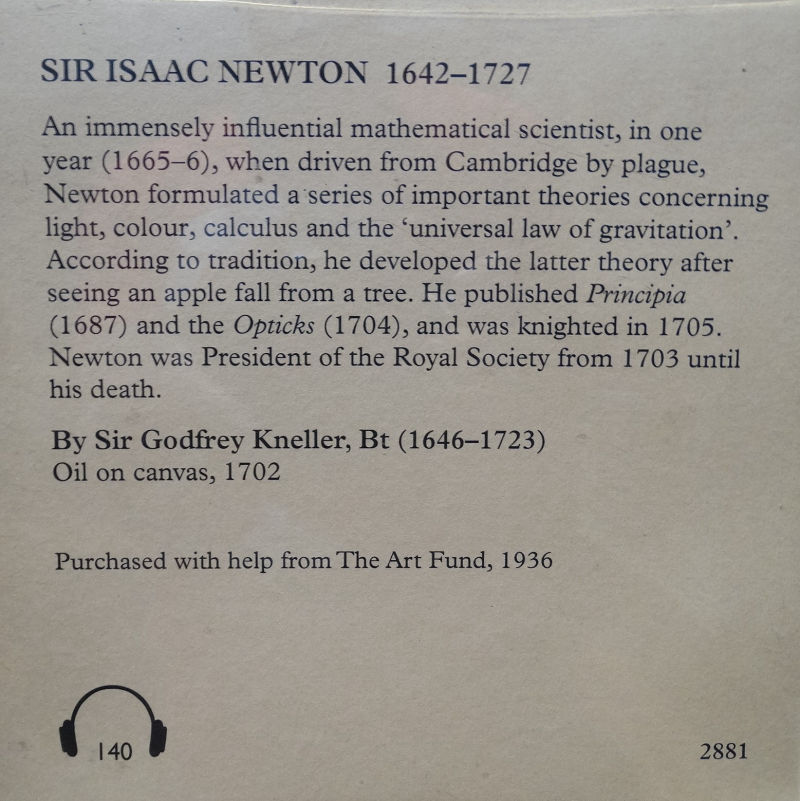 SIR ISAAC NEWTON 1642–1727
An immensely influential mathematical scientist, in one
year (1665–6), when driven from Cambridge by plague,
Newton formulated a series of important theories concerning
light, colour, calculus and the ‘universal law of gravitation’.
According to tradition, he developed the latter theory after
seeing an apple fall from a tree. He published Principia
(1687) and the Opticks (1704), and was knighted in 1705.
Newton was President of the Royal Society from 1703 until
his death.
By Sir Godfrey Kneller, Bt (1646–1723)
Oil on canvas, 1702
Purchased with help from The Art Fund, 1936
140
2881